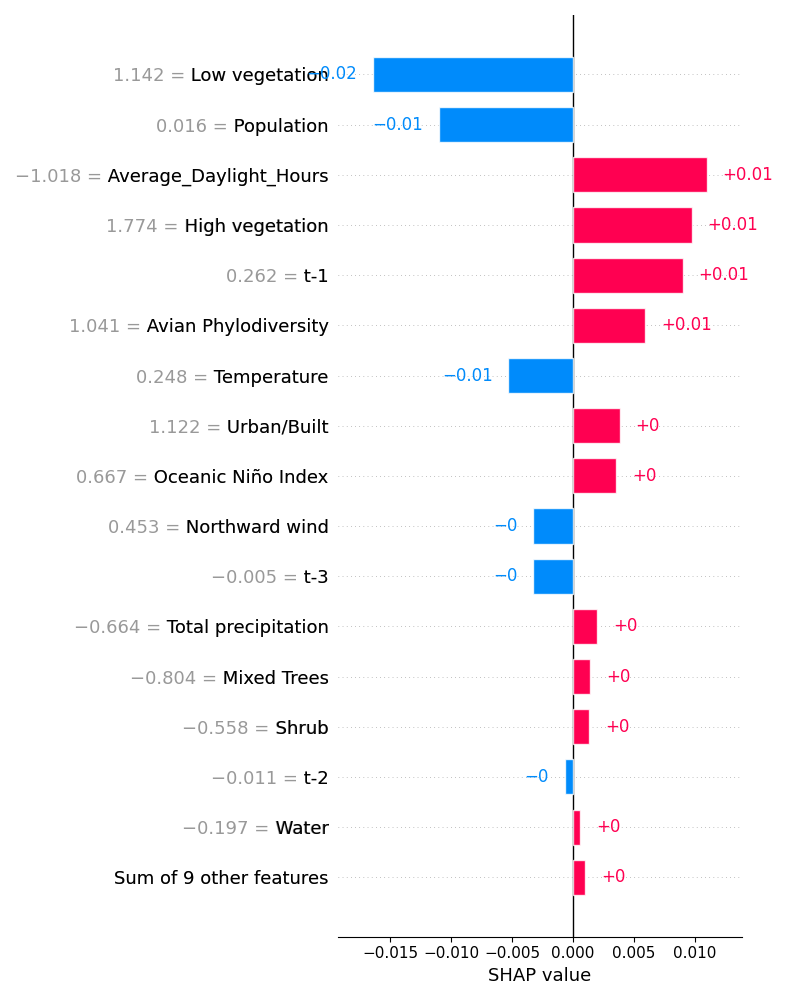 1.142 = Low vegetation −0.02
0.016 = Population −0.01
−1.018 = Average_Daylight_Hours +0.01
1.774 = High vegetation +0.01
0.262 = t-1 +0.01
1.041 = Avian Phylodiversity +0.01
0.248 = Temperature −0.01
1.122 = Urban/Built +0
0.667 = Oceanic Niño Index +0
0.453 = Northward wind −0
−0.005 = t-3 −0
−0.664 = Total precipitation +0
−0.804 = Mixed Trees +0
−0.558 = Shrub +0
−0.011 = t-2 −0
−0.197 = Water +0
Sum of 9 other features +0
−0.015 −0.010 −0.005 0.000 0.005 0.010
SHAP value